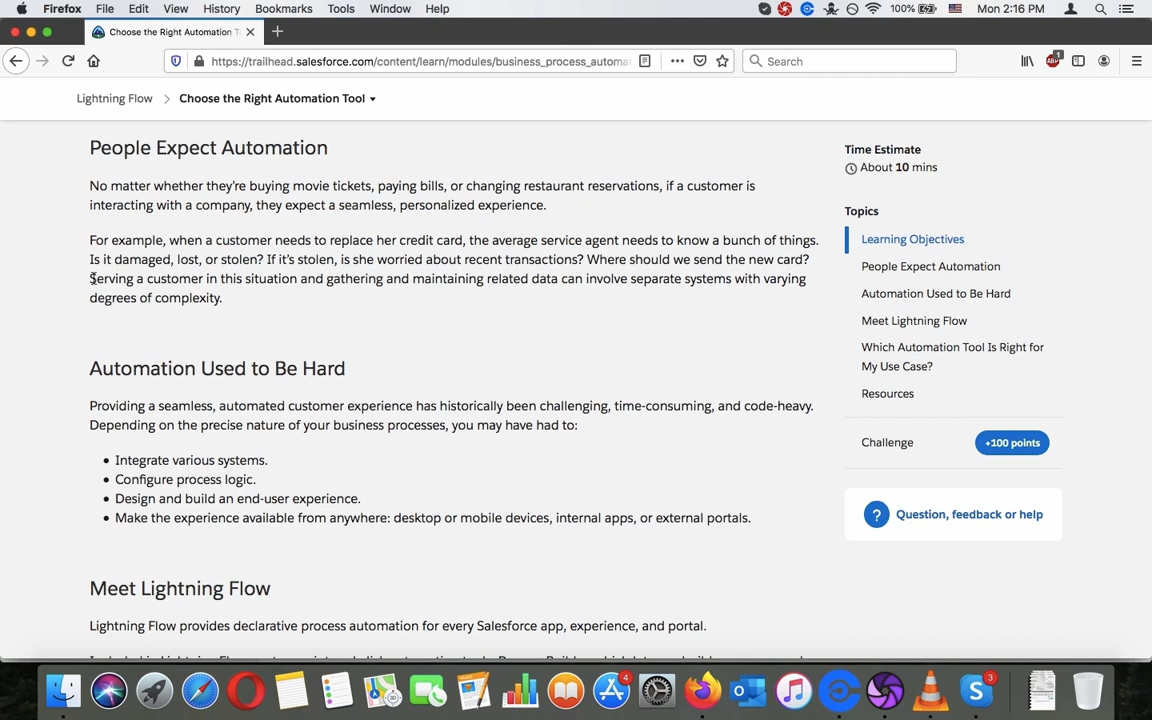 Firefox File Edit View History Bookmarks Tools Window Help 100% Mon 2:16 PM
Choose the Right Automation T
https://trailhead.salesforce.com/content/learn/modules/business_process_automa
Search
ABP
1
Lightning Flow
Choose the Right Automation Tool
People Expect Automation
No matter whether they're buying movie tickets, paying bills, or changing restaurant reservations, if a customer is
interacting with a company, they expect a seamless, personalized experience.
For example, when a customer needs to replace her credit card, the average service agent needs to know a bunch of things.
Is it damaged, lost, or stolen? If it's stolen, is she worried about recent transactions? Where should we send the new card?
Serving a customer in this situation and gathering and maintaining related data can involve separate systems with varying
degrees of complexity.
Automation Used to Be Hard
Providing a seamless, automated customer experience has historically been challenging, time-consuming, and code-heavy.
Depending on the precise nature of your business processes, you may have had to:
Integrate various systems.
Configure process logic.
Design and build an end-user experience.
Make the experience available from anywhere: desktop or mobile devices, internal apps, or external portals.
Meet Lightning Flow
Lightning Flow provides declarative process automation for every Salesforce app, experience, and portal.
Time Estimate
About 10 mins
Topics
Learning Objectives
People Expect Automation
Automation Used to Be Hard
Meet Lightning Flow
Which Automation Tool Is Right for
My Use Case?
Resources
Challenge
+100 points
? Question, feedback or help
4
3